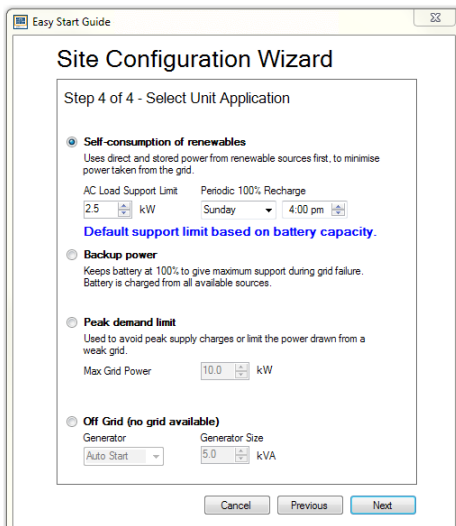 Easy Start Guide
Site Configuration Wizard
Step 4 of 4 - Select Unit Application
Self-consumption of renewables
Uses direct and stored power from renewable sources first, to minimise
power taken from the grid.
AC Load Support Limit Periodic 100% Recharge
2.5 kW Sunday 4:00 pm
Default support limit based on battery capacity.
Backup power
Keeps battery at 100% to give maximum support during grid failure.
Battery is charged from all available sources.
Peak demand limit
Used to avoid peak supply charges or limit the power drawn from a
weak grid.
Max Grid Power 10.0 kW
Off Grid (no grid available)
Generator Generator Size
Auto Start 5.0 kVA
Cancel Previous Next